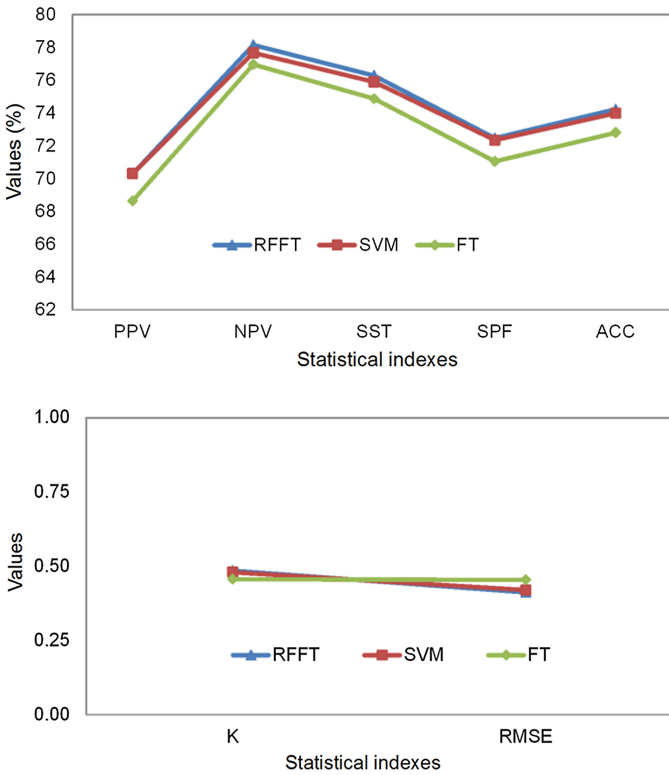 80
78
76
74
72
70
68
66
64
62
Values (%)
RFFT SVM FT
PPV NPV SST SPF ACC
Statistical indexes
1.00
0.75
0.50
0.25
0.00
Values
RFFT SVM FT
K RMSE
Statistical indexes